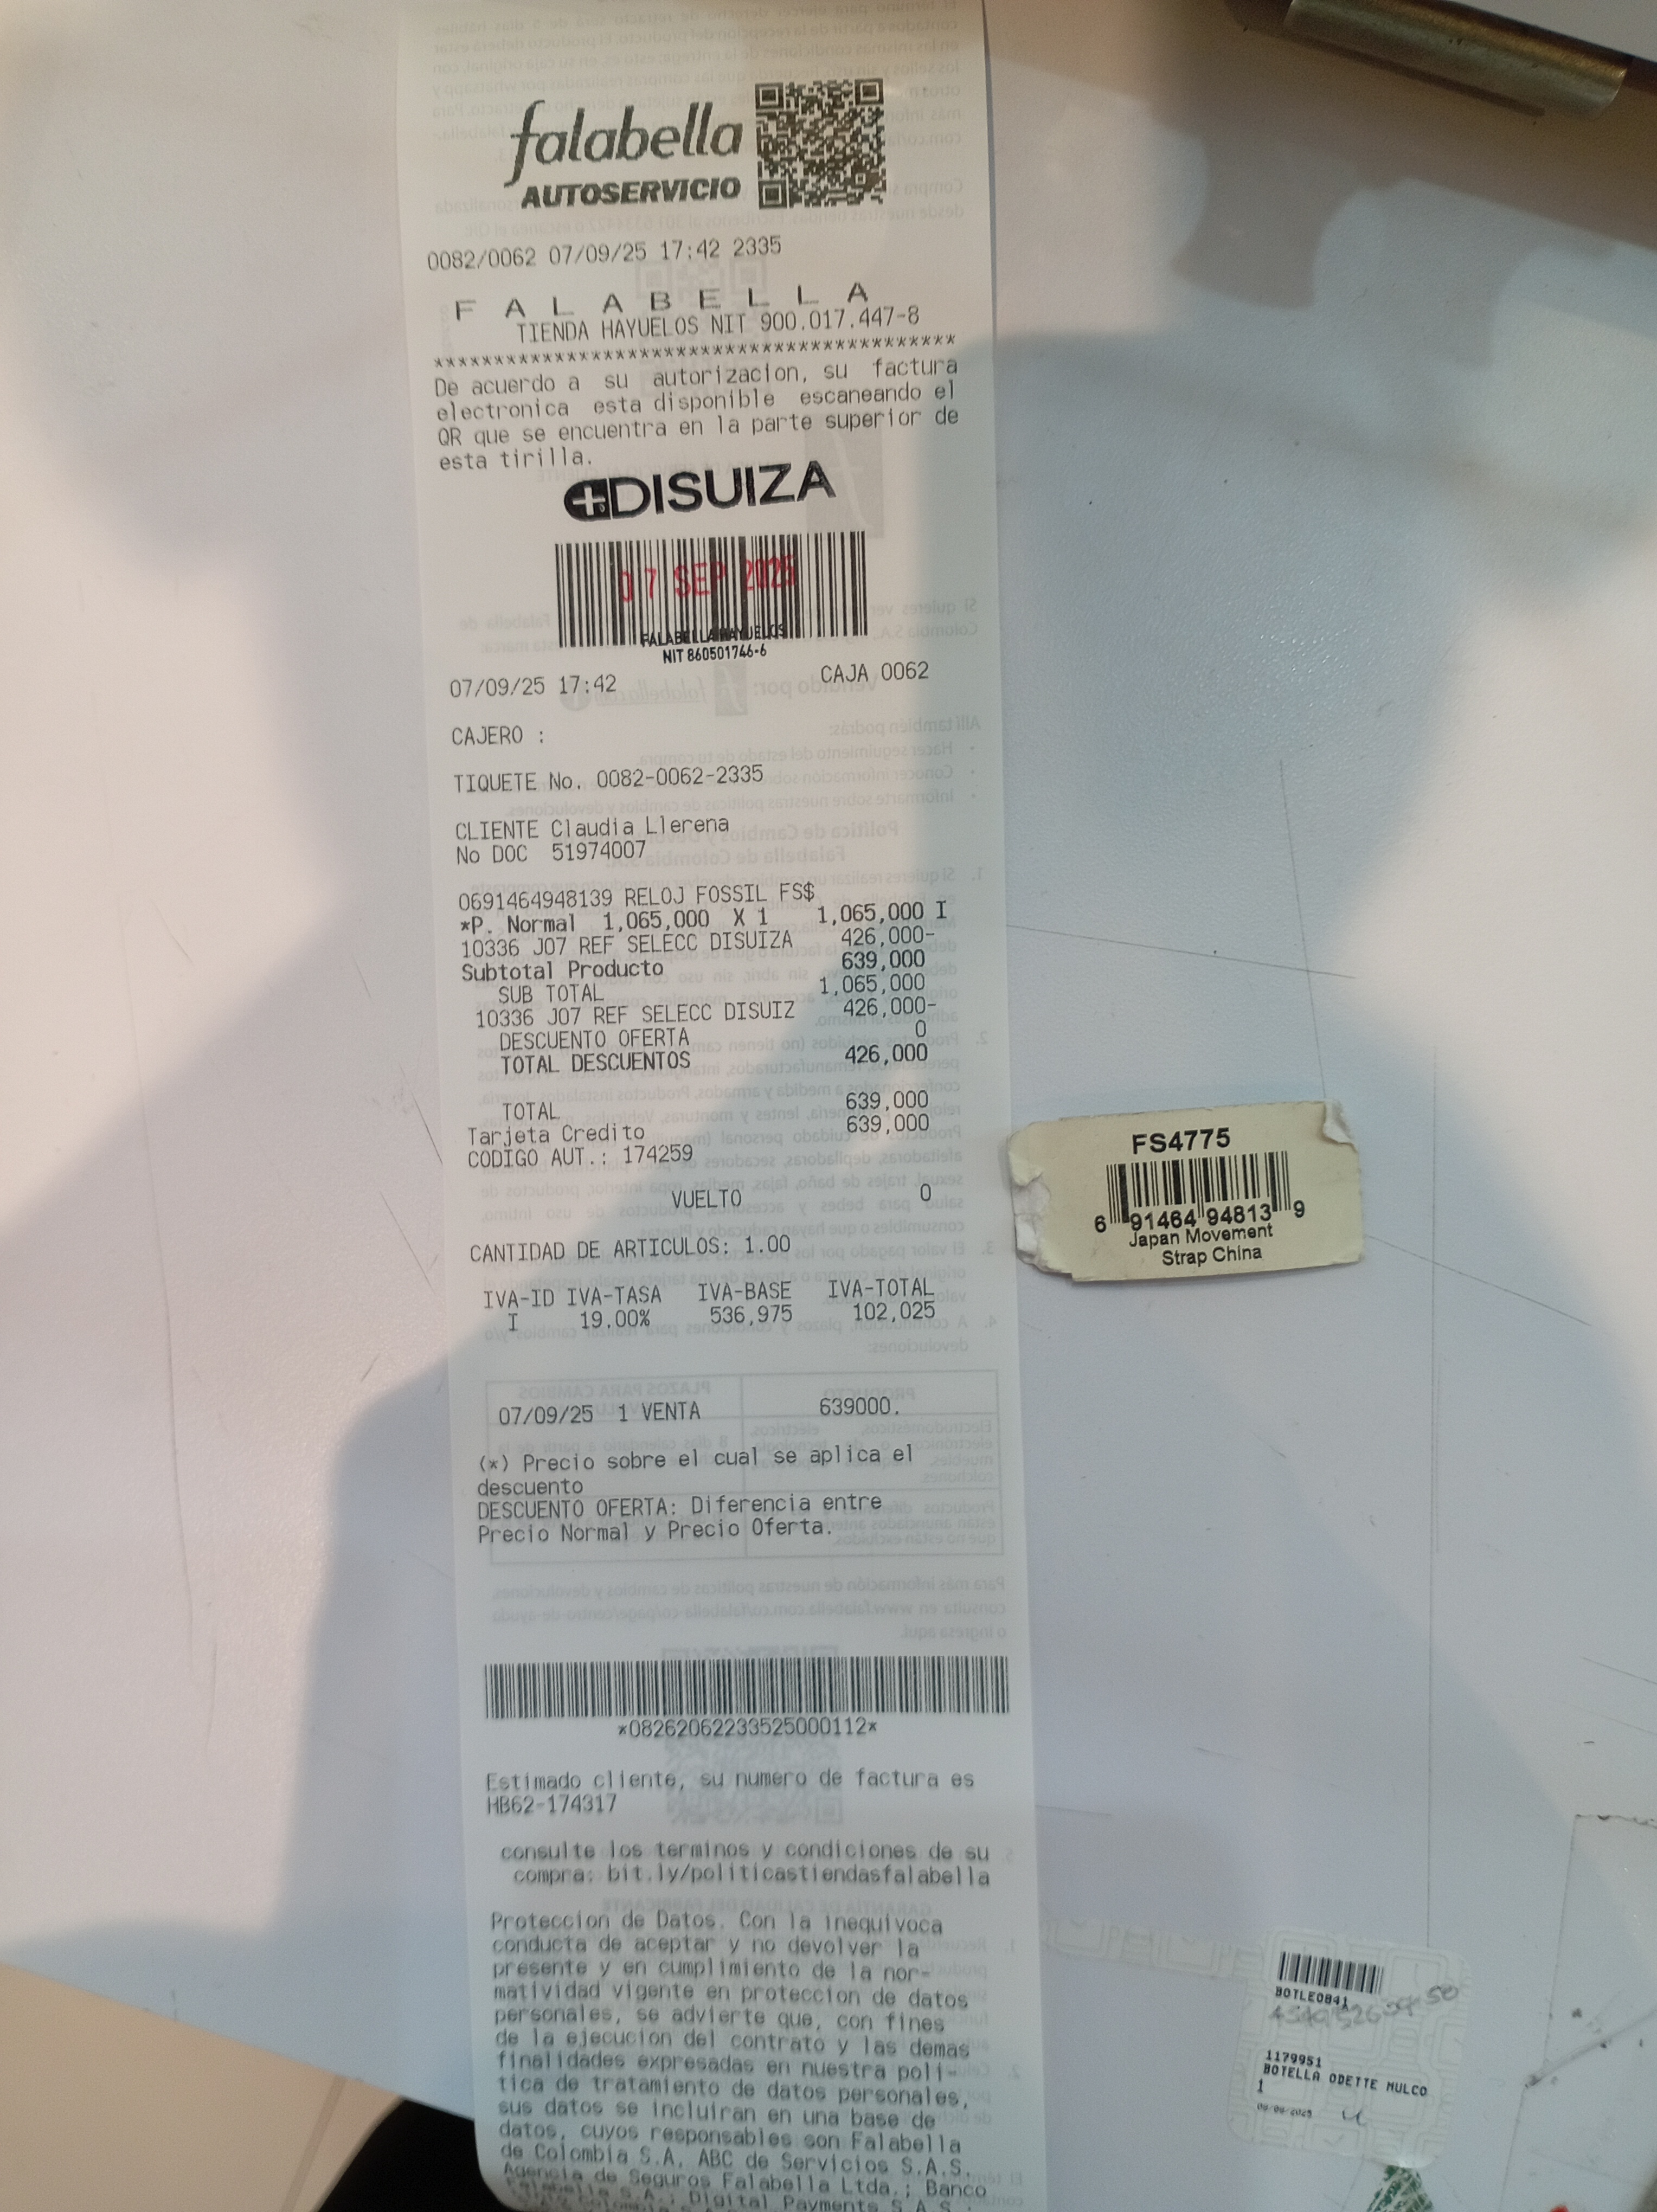 falabella
AUTOSERVICIO
0082/0062 07/09/25 17:42 2335
F A L A B E L L A
TIENDA HAYUELOS NIT 900.017.447-8
*******************************************
De acuerdo a su autorizacion, su factura
electronica esta disponible escaneando el
QR que se encuentra en la parte superior de
esta tirilla.
DISUIZA
07 SEP 2025
FALABELLA HAYUELOS
NIT 860501746-6
07/09/25 17:42 CAJA 0062
CAJERO :
TIQUETE No. 0082-0062-2335
CLIENTE Claudia Llerena
No DOC 51974007
0691464948139 RELOJ FOSSIL FS$
*P. Normal 1,065,000 X 1 1,065,000 I
10336 J07 REF SELECC DISUIZA 426,000-
Subtotal Producto 639,000
SUB TOTAL 1,065,000
10336 J07 REF SELECC DISUIZ 426,000-
DESCUENTO OFERTA 0
TOTAL DESCUENTOS 426,000
TOTAL 639,000
Tarjeta Credito 639,000
CODIGO AUT.: 174259
VUELTO 0
CANTIDAD DE ARTICULOS: 1.00
IVA-ID IVA-TASA IVA-BASE IVA-TOTAL
I 19.00% 536,975 102,025
07/09/25 1 VENTA 639000.
(*) Precio sobre el cual se aplica el
descuento
DESCUENTO OFERTA: Diferencia entre
Precio Normal y Precio Oferta.
*08262062233525000112*
Estimado cliente, su numero de factura es
HB62-174317
consulte los terminos y condiciones de su
compra: bit.ly/politicastiendasfalabella
Proteccion de Datos. Con la inequivoca
conducta de aceptar y no devolver la
presente y en cumplimiento de la nor-
matividad vigente en proteccion de datos
personales, se advierte que, con fines
de la ejecucion del contrato y las demas
finalidades expresadas en nuestra poli-
tica de tratamiento de datos personales,
sus datos se incluiran en una base de
datos, cuyos responsables son Falabella
de Colombia S.A, ABC de Servicios S.A.S,
Agencia de Seguros Falabella Ltda.; Banco
Falabella S.A.; Digital Payments S.A.S.;
FS4775
6 91464 94813 9
Japan Movement
Strap China
BOTLE0841
1179951
BOTELLA ODETTE MULCO
1